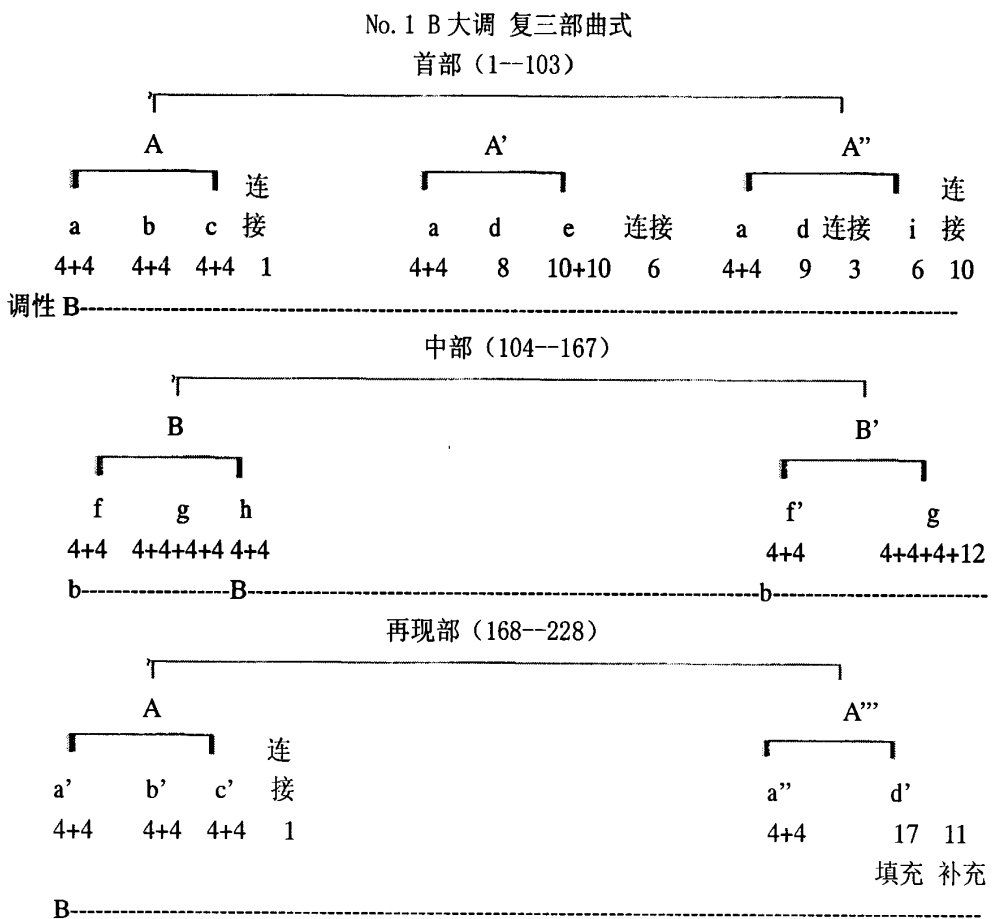 No.1 B大调 复三部曲式
首部（1--103）
A A’ A”
连 连
a b c 接 a d e 连接 a d 连接 i 接
4+4 4+4 4+4 1 4+4 8 10+10 6 4+4 9 3 6 10
调性 B
中部（104--167）
B B’
f g h f’ g
4+4 4+4+4+4 4+4 4+4 4+4+4+12
b B b
再现部（168--228）
A A’’’
连
a’ b’ c’ 接 a’’ d’
4+4 4+4 4+4 1 4+4 17 11
填充 补充
B